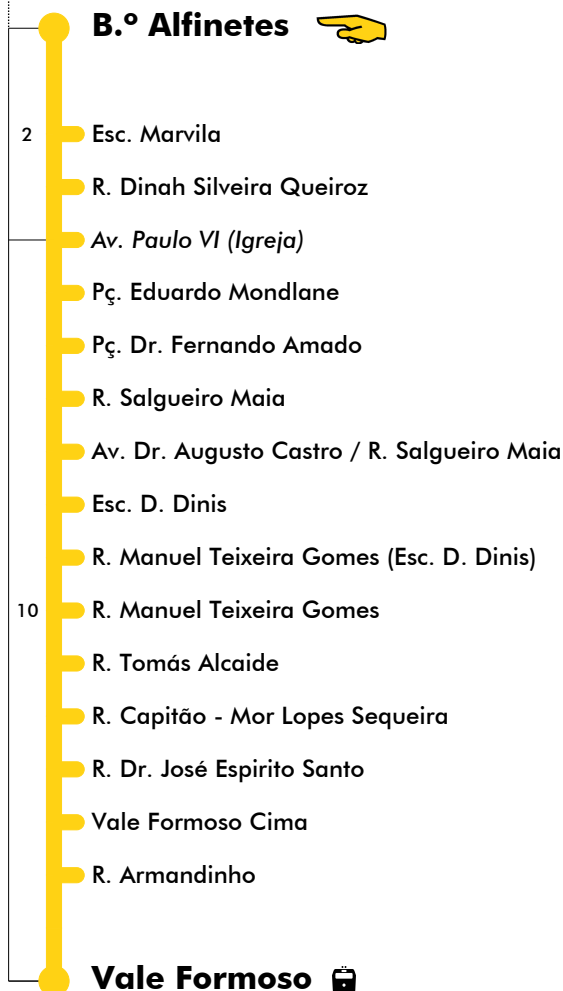 B.º Alfinetes
2
Esc. Marvila
R. Dinah Silveira Queiroz
Av. Paulo VI (Igreja)
Pç. Eduardo Mondlane
Pç. Dr. Fernando Amado
R. Salgueiro Maia
Av. Dr. Augusto Castro / R. Salgueiro Maia
Esc. D. Dinis
R. Manuel Teixeira Gomes (Esc. D. Dinis)
10
R. Manuel Teixeira Gomes
R. Tomás Alcaide
R. Capitão - Mor Lopes Sequeira
R. Dr. José Espirito Santo
Vale Formoso Cima
R. Armandinho
Vale Formoso